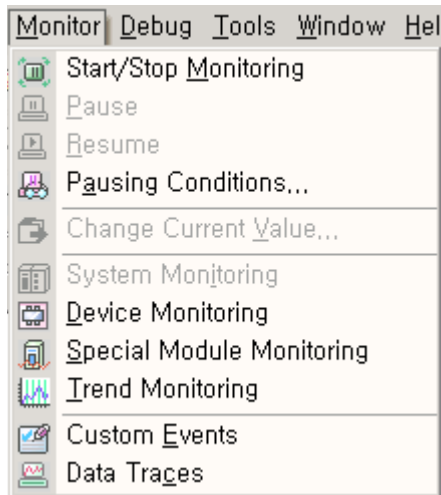 Monitor Debug Tools Window Hel
Start/Stop Monitoring
Pause
Resume
Pausing Conditions...
Change Current Value...
System Monitoring
Device Monitoring
Special Module Monitoring
Trend Monitoring
Custom Events
Data Traces